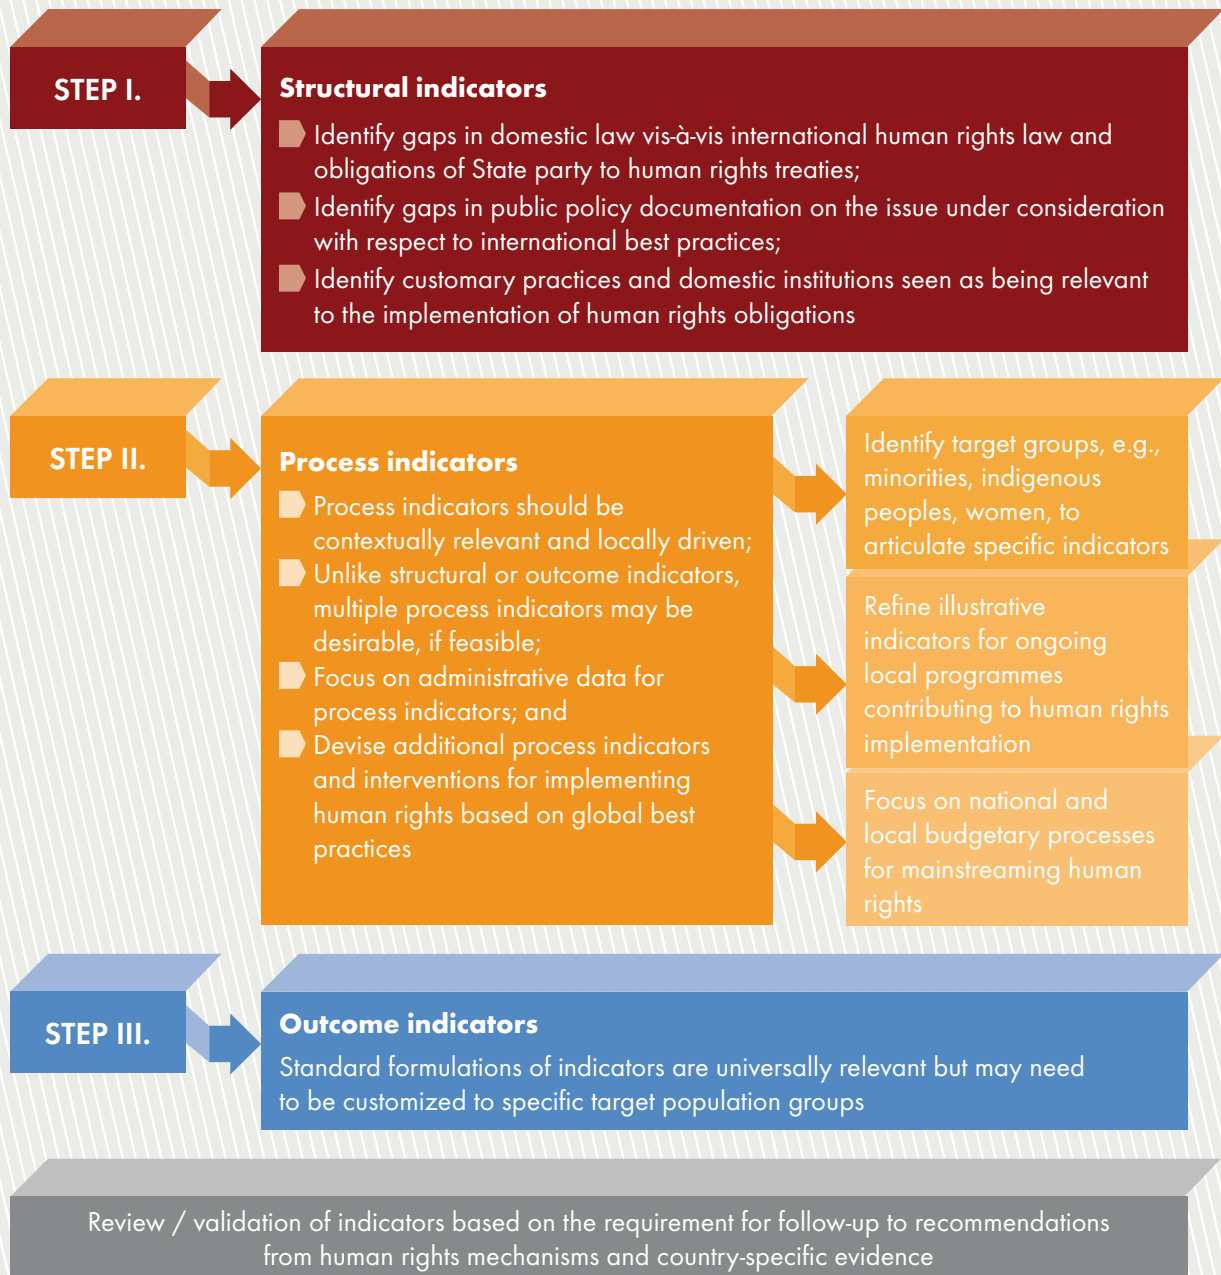 STEP I.
Structural indicators
Identify gaps in domestic law vis-à-vis international human rights law and
obligations of State party to human rights treaties;
Identify gaps in public policy documentation on the issue under consideration
with respect to international best practices;
Identify customary practices and domestic institutions seen as being relevant
to the implementation of human rights obligations
STEP II.
Process indicators
Process indicators should be
contextually relevant and locally driven;
Unlike structural or outcome indicators,
multiple process indicators may be
desirable, if feasible;
Focus on administrative data for
process indicators; and
Devise additional process indicators
and interventions for implementing
human rights based on global best
practices
Identify target groups, e.g.,
minorities, indigenous
peoples, women, to
articulate specific indicators
Refine illustrative
indicators for ongoing
local programmes
contributing to human rights
implementation
Focus on national and
local budgetary processes
for mainstreaming human
rights
STEP III.
Outcome indicators
Standard formulations of indicators are universally relevant but may need
to be customized to specific target population groups
Review / validation of indicators based on the requirement for follow-up to recommendations
from human rights mechanisms and country-specific evidence